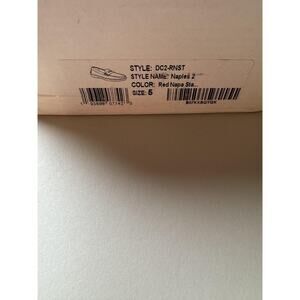 STYLE: DC2-RNST
STYLE NAME: Naples 2
COLOR: Red Napa Sta...
SIZE: 5